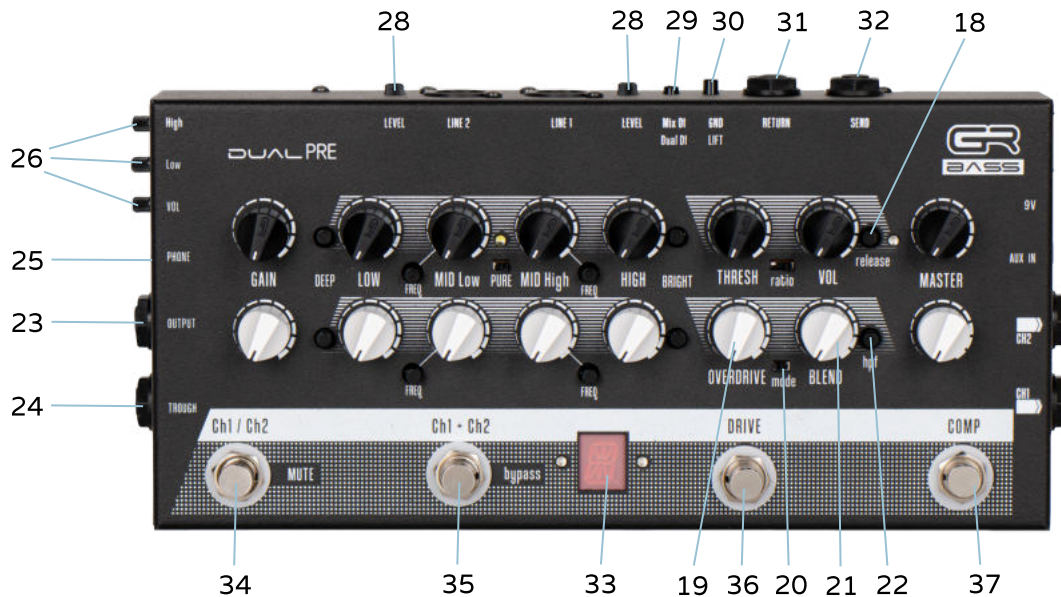 28 28 29 30 31 32 18
26
25
23
24
High
Low
VOL
PHONE
OUTPUT
TROUGH
LEVEL LINE 2 LINE 1 LEVEL Mix DI GND RETURN SEND
Dual DI LIFT
DUAL PRE
GR
BASS
9V
AUX IN
CH2
CH1
GAIN DEEP LOW MID Low PURE MID High HIGH BRIGHT THRESH ratio VOL release MASTER
FREQ FREQ
OVERDRIVE mode BLEND hpf
FREQ FREQ
Ch1 / Ch2 Ch1 + Ch2 DRIVE COMP
MUTE bypass
34 35 33 19 36 20 21 22 37